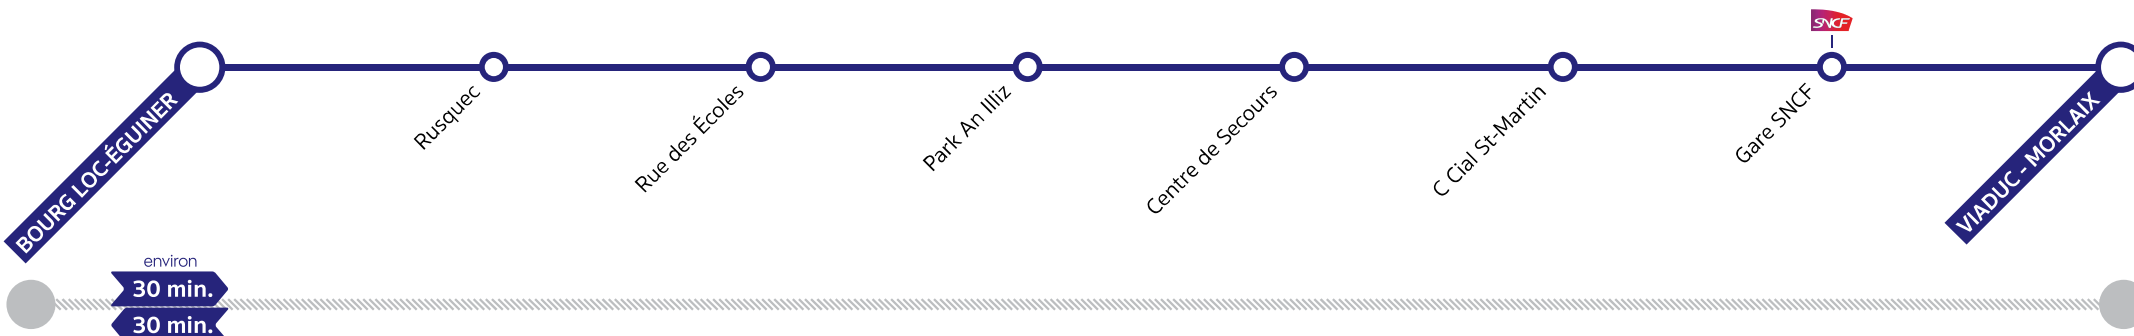 SNCF
BOURG LOC-ÉGUINER
Rusquec
Rue des Écoles
Park An Illiz
Centre de Secours
C Cial St-Martin
Gare SNCF
VIADUC - MORLAIX
environ
30 min.
30 min.